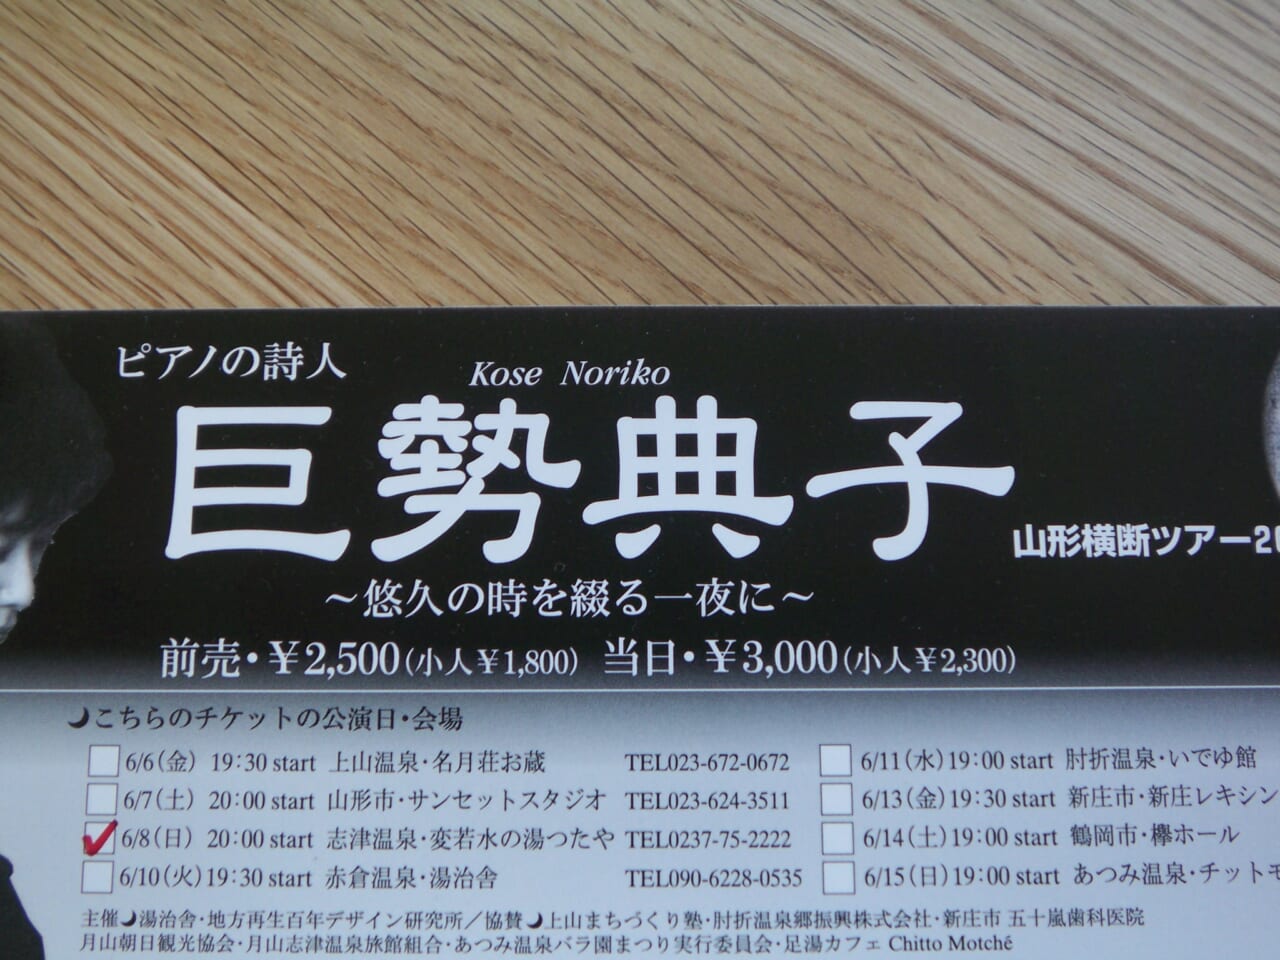 ピアノの詩人
Kose Noriko
巨勢典子
山形横断ツアー
～悠久の時を綴る一夜に～
前売・￥2,500(小人￥1,800) 当日・￥3,000(小人￥2,300)
こちらのチケットの公演日・会場
6/6(金) 19:30 start 上山温泉・名月荘お蔵 TEL023-672-0672
6/7(土) 20:00 start 山形市・サンセットスタジオ TEL023-624-3511
6/8(日) 20:00 start 志津温泉・変若水の湯つたや TEL0237-75-2222
6/10(火) 19:30 start 赤倉温泉・湯治舎 TEL090-6228-0535
6/11(水) 19:00 start 肘折温泉・いでゆ館
6/13(金) 19:30 start 新庄市・新庄レキシン
6/14(土) 19:00 start 鶴岡市・欅ホール
6/15(日) 19:00 start あつみ温泉・チットモ
主催 湯治舎・地方再生百年デザイン研究所／協賛 上山まちづくり塾・肘折温泉郷振興株式会社・新庄市 五十嵐歯科医院
月山朝日観光協会・月山志津温泉旅館組合・あつみ温泉バラ園まつり実行委員会・足湯カフェ Chitto Motché